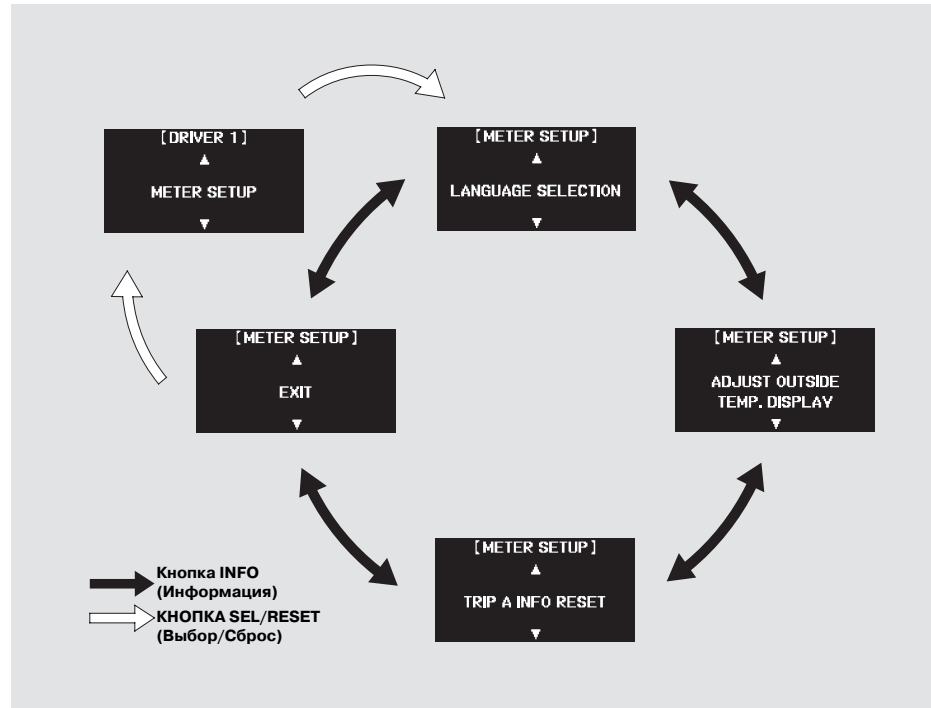 [DRIVER 1]
▲
METER SETUP
▼
[METER SETUP]
▲
LANGUAGE SELECTION
▼
[METER SETUP]
▲
EXIT
▼
[METER SETUP]
▲
ADJUST OUTSIDE
TEMP. DISPLAY
▼
[METER SETUP]
▲
TRIP A INFO RESET
▼
Кнопка INFO
(Информация)
КНОПКА SEL/RESET
(Выбор/Сброс)